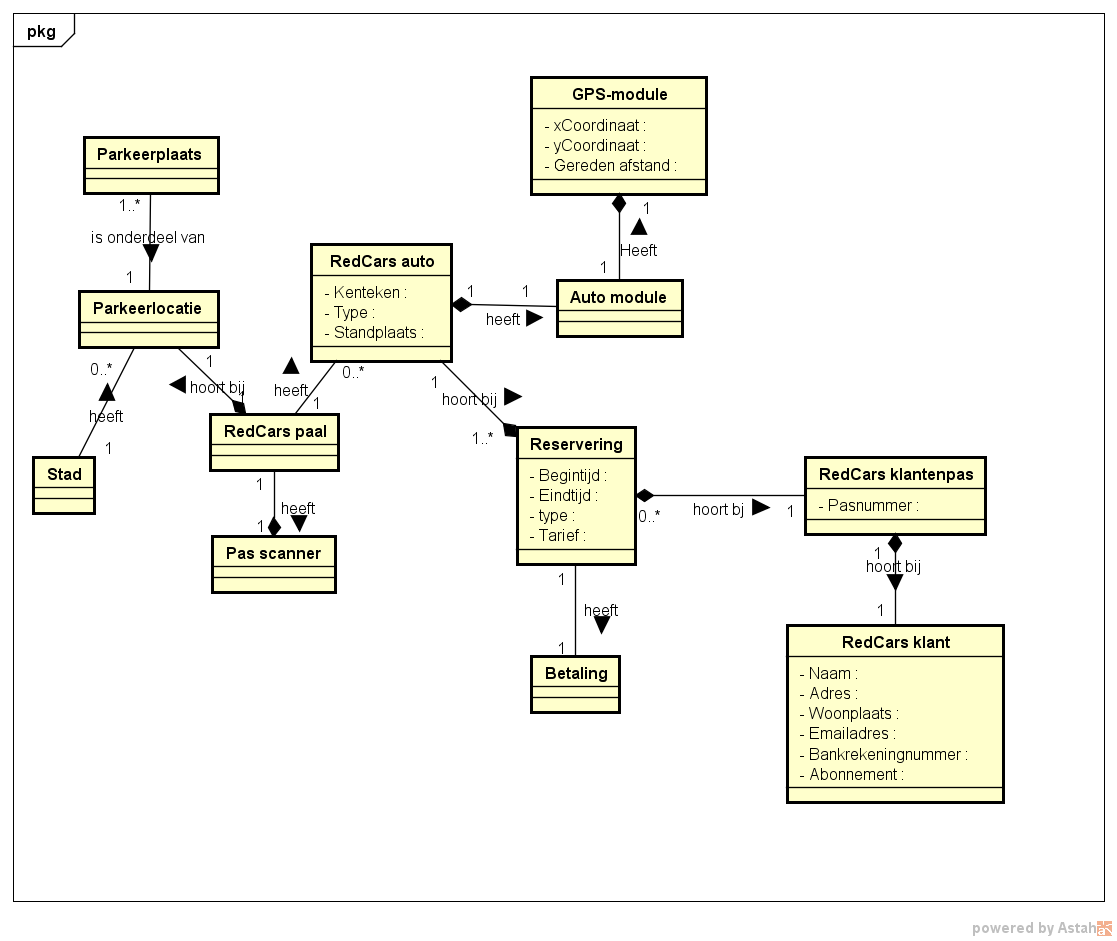 pkg
GPS-module
- xCoordinaat :
- yCoordinaat :
- Gereden afstand :
1
Heeft
1
Parkeerplaats
1..*
is onderdeel van
1
Parkeerlocatie
RedCars auto
- Kenteken :
- Type :
- Standplaats :
1
1
heeft
Auto module
0..*
heeft
1
Stad
1
hoort bij
1
heeft
0..*
1
RedCars paal
1
heeft
1
Pas scanner
1
hoort bij
1..*
Reservering
- Begintijd :
- Eindtijd :
- type :
- Tarief :
0..*
hoort bj
1
RedCars klantenpas
- Pasnummer :
1
hoort bij
1
1
heeft
1
Betaling
RedCars klant
- Naam :
- Adres :
- Woonplaats :
- Emailadres :
- Bankrekeningnummer :
- Abonnement :
powered by Astah